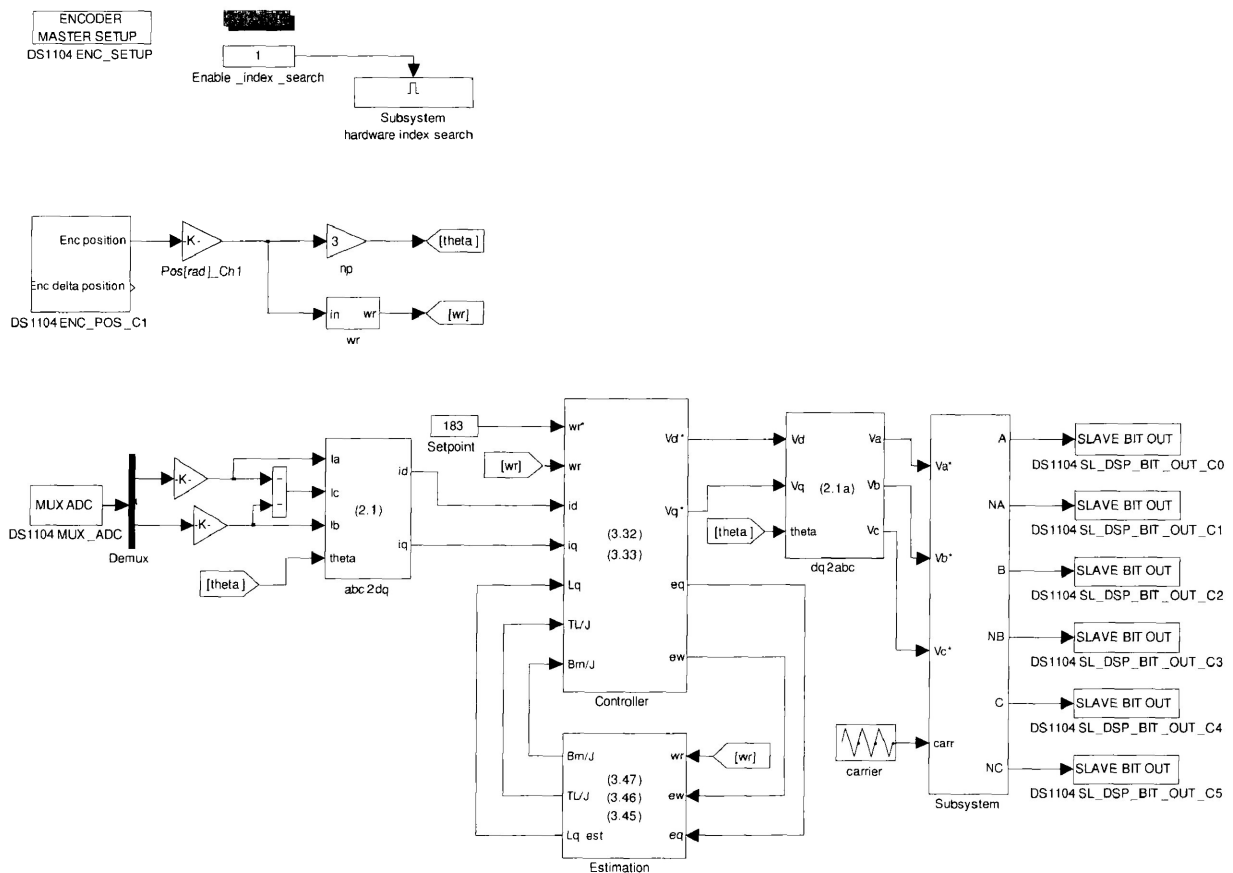 ENCODER
MASTER SETUP
DS1104 ENC_SETUP
1
Enable _index _search
Subsystem
hardware index search
Enc position
Enc delta position
DS1104 ENC_POS_C1
-K-
Pos[rad]_Ch1
3
np
[theta ]
in wr
wr
[wr]
MUX ADC
DS1104 MUX _ADC
Demux
-K-
-K-
-
-
[theta ]
Ia
Ic
Ib
theta
id
iq
(2.1)
abc 2dq
183
Setpoint
[wr]
wr*
wr
id
iq
Lq
TL/J
Bm/J
(3.32)
(3.33)
Vd*
Vq*
eq
ew
Controller
[theta ]
Vd
Vq
theta
(2.1a)
Va
Vb
Vc
dq2abc
Bm/J
TL/J
Lq est
(3.47)
(3.46)
(3.45)
wr
ew
eq
[wr]
Estimation
carrier
Va*
Vb*
Vc*
carr
A
NA
B
NB
C
NC
Subsystem
SLAVE BIT OUT
DS1104 SL_DSP_BIT_OUT_C0
SLAVE BIT OUT
DS1104 SL_DSP_BIT_OUT_C1
SLAVE BIT OUT
DS1104 SL_DSP_BIT_OUT_C2
SLAVE BIT OUT
DS1104 SL_DSP_BIT_OUT_C3
SLAVE BIT OUT
DS1104 SL_DSP_BIT_OUT_C4
SLAVE BIT OUT
DS1104 SL_DSP_BIT_OUT_C5